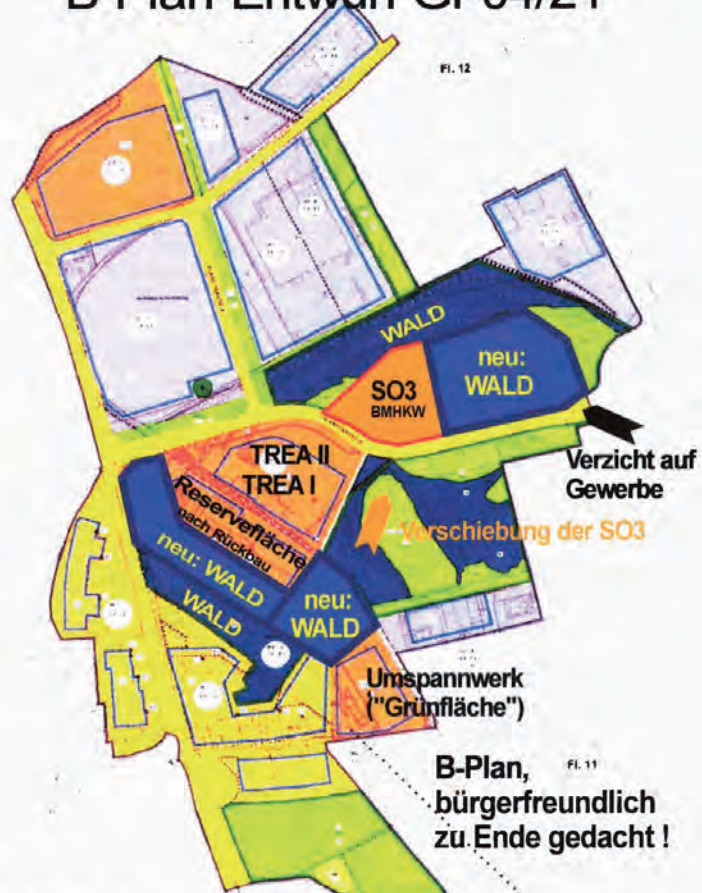 B-Plan-Entwurf GI 04/21
Fl. 12
WALD
neu:
WALD
SO3
BMHKW
Verzicht auf
Gewerbe
TREA II
TREA I
Reservefläche
nach Rückbau
Verschiebung der SO3
neu: WALD
WALD
neu:
WALD
Umspannwerk
("Grünfläche")
B-Plan,
Fl. 11
bürgerfreundlich
zu Ende gedacht !